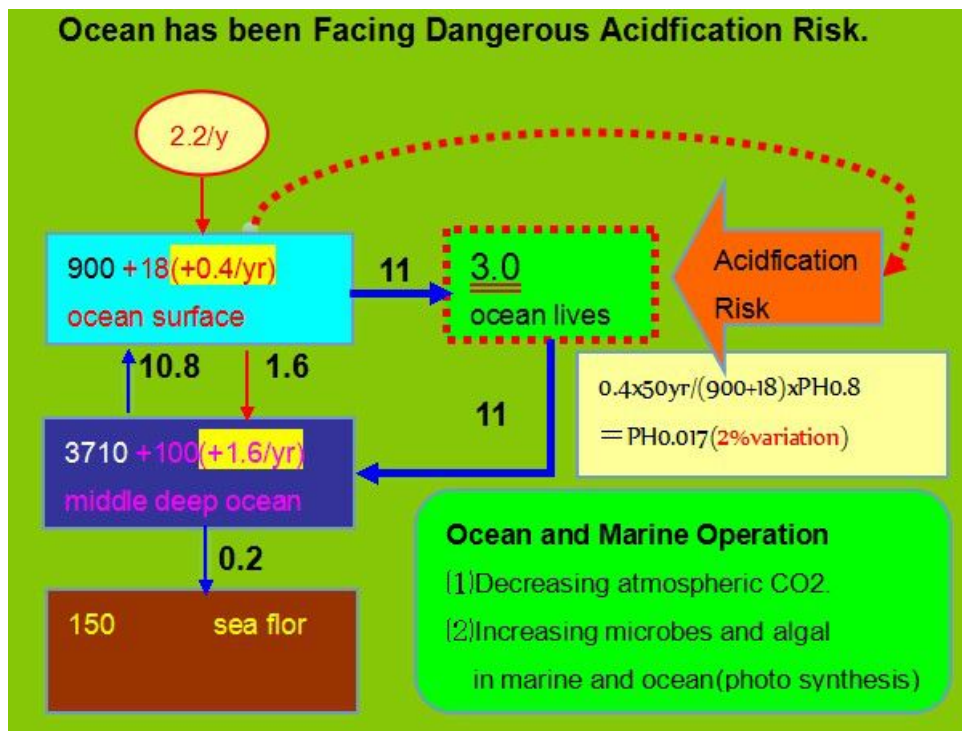 Ocean has been Facing Dangerous Acidfication Risk.
2.2/y
900 +18(+0.4/yr)
ocean surface
11
3.0
ocean lives
Acidfication
Risk
10.8
1.6
0.4x50yr/(900+18)xPH0.8
=PH0.017(2%variation)
11
3710 +100(+1.6/yr)
middle deep ocean
0.2
150 sea flor
Ocean and Marine Operation
(1)Decreasing atmospheric CO2.
(2)Increasing microbes and algal
in marine and ocean(photo synthesis)